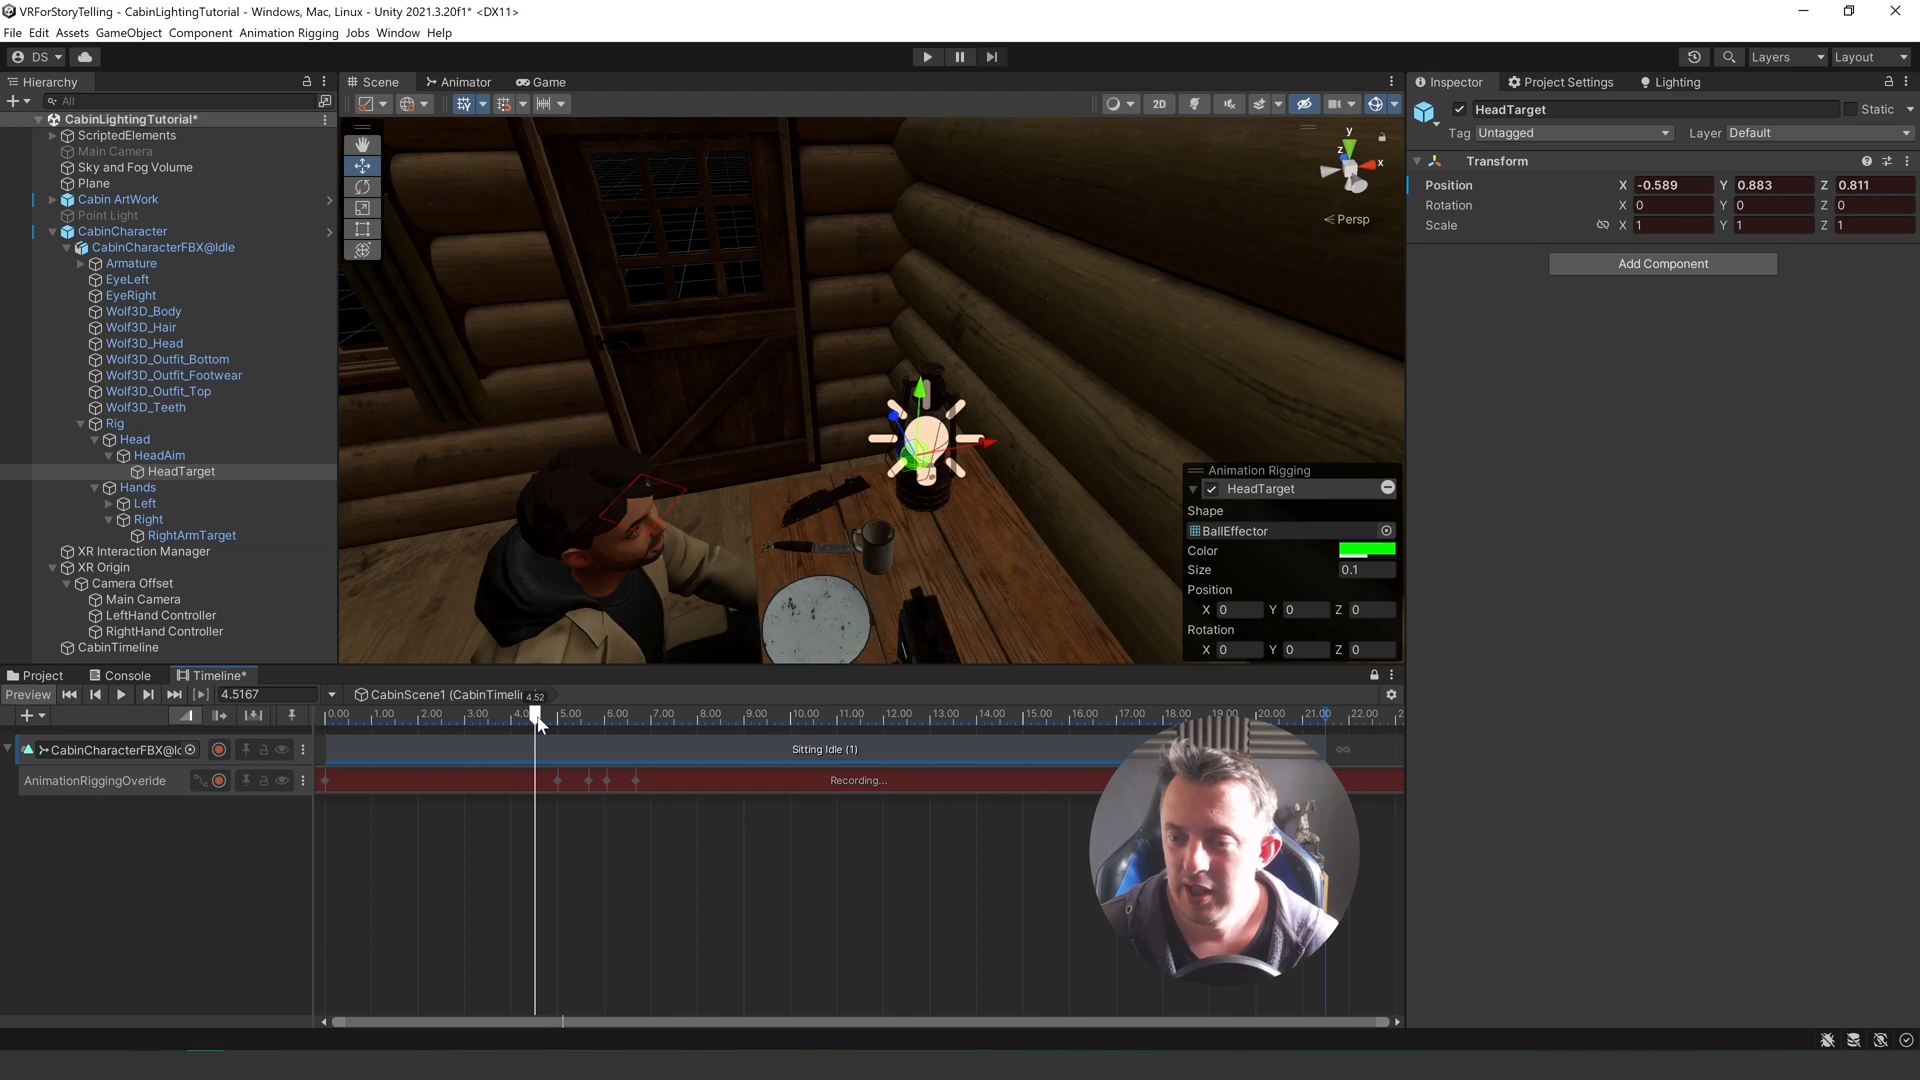 VRForStoryTelling - CabinLightingTutorial - Windows, Mac, Linux - Unity 2021.3.20f1* <DX11>
File Edit Assets GameObject Component Animation Rigging Jobs Window Help
DS Layers Layout
Hierarchy Scene Animator Game Inspector Project Settings Lighting
All 2D HeadTarget Static
Tag Untagged Layer Default
CabinLightingTutorial*
ScriptedElements
Main Camera
Sky and Fog Volume
Plane
Cabin ArtWork
Point Light
CabinCharacter
CabinCharacterFBX@Idle
Armature
EyeLeft
EyeRight
Wolf3D_Body
Wolf3D_Hair
Wolf3D_Head
Wolf3D_Outfit_Bottom
Wolf3D_Outfit_Footwear
Wolf3D_Outfit_Top
Wolf3D_Teeth
Rig
Head
HeadAim
HeadTarget
Hands
Left
Right
RightArmTarget
XR Interaction Manager
XR Origin
Camera Offset
Main Camera
LeftHand Controller
RightHand Controller
CabinTimeline
y
z
x
Persp
Transform
Position X -0.589 Y 0.883 Z 0.811
Rotation X 0 Y 0 Z 0
Scale X 1 Y 1 Z 1
Add Component
Animation Rigging
HeadTarget
Shape
BallEffector
Color
Size 0.1
Position
X 0 Y 0 Z 0
Rotation
X 0 Y 0 Z 0
Project Console Timeline*
Preview 4.5167 CabinScene1 (CabinTimelin
4.52
0.00 1.00 2.00 3.00 4.0 5.00 6.00 7.00 8.00 9.00 10.00 11.00 12.00 13.00 14.00 15.00 16.00 17.00 18.00 19.00 20.00 21.00 22.00 2
CabinCharacterFBX@Ic Sitting Idle (1)
AnimationRiggingOveride Recording...